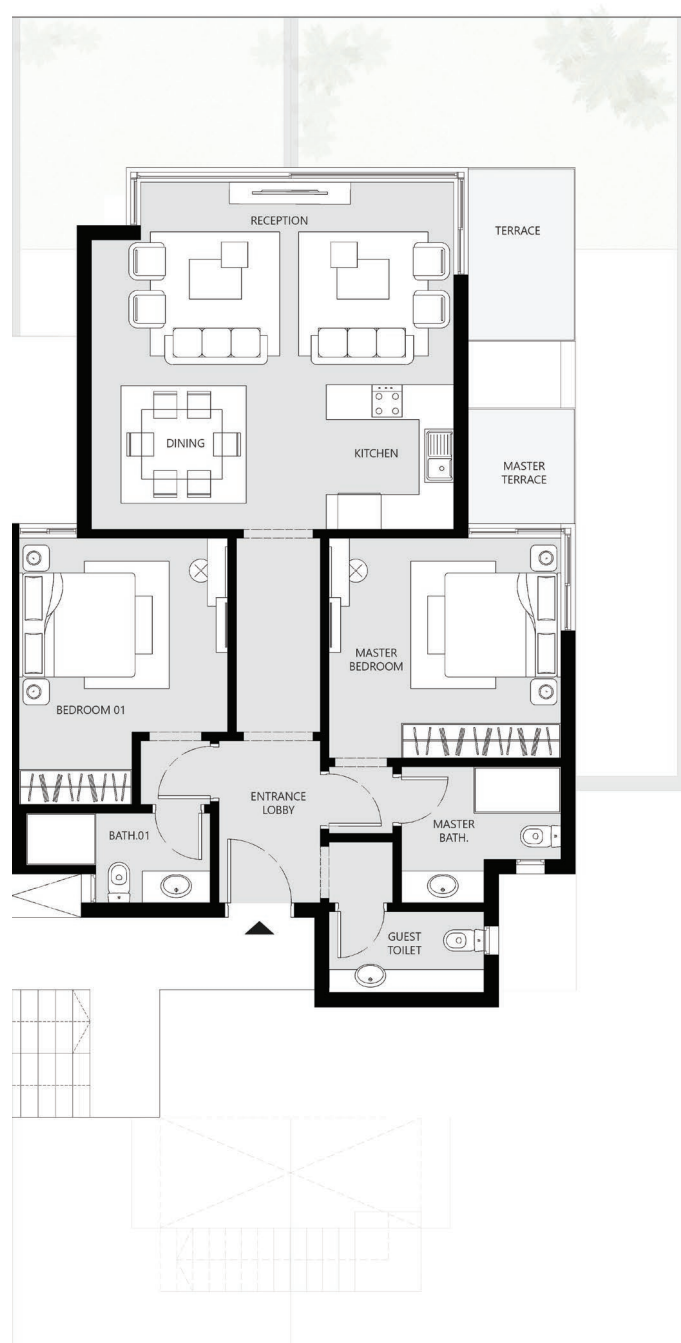 RECEPTION
TERRACE
DINING
KITCHEN
MASTER
TERRACE
MASTER
BEDROOM
BEDROOM 01
ENTRANCE
LOBBY
BATH.01
MASTER
BATH.
GUEST
TOILET